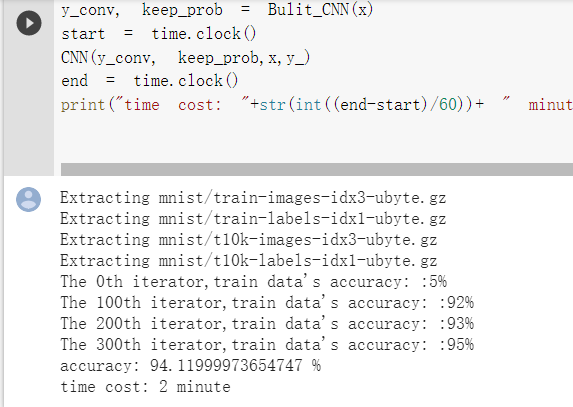 y_conv, keep_prob = Bulit_CNN(x)
start = time.clock()
CNN(y_conv, keep_prob,x,y_)
end = time.clock()
print("time cost: "+str(int((end-start)/60))+ " minut
Extracting mnist/train-images-idx3-ubyte.gz
Extracting mnist/train-labels-idx1-ubyte.gz
Extracting mnist/t10k-images-idx3-ubyte.gz
Extracting mnist/t10k-labels-idx1-ubyte.gz
The 0th iterator,train data's accuracy: :5%
The 100th iterator,train data's accuracy: :92%
The 200th iterator,train data's accuracy: :93%
The 300th iterator,train data's accuracy: :95%
accuracy: 94.11999973654747 %
time cost: 2 minute